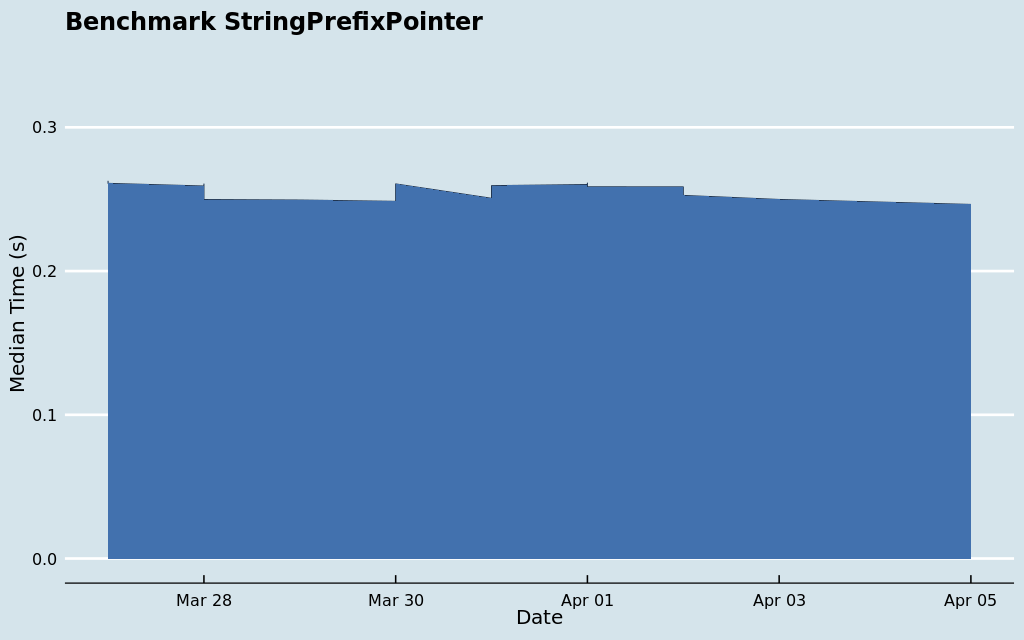 Benchmark StringPrefixPointer
0.3
0.2
0.1
0.0
Median Time (s)
Mar 28 Mar 30 Apr 01 Apr 03 Apr 05
Date